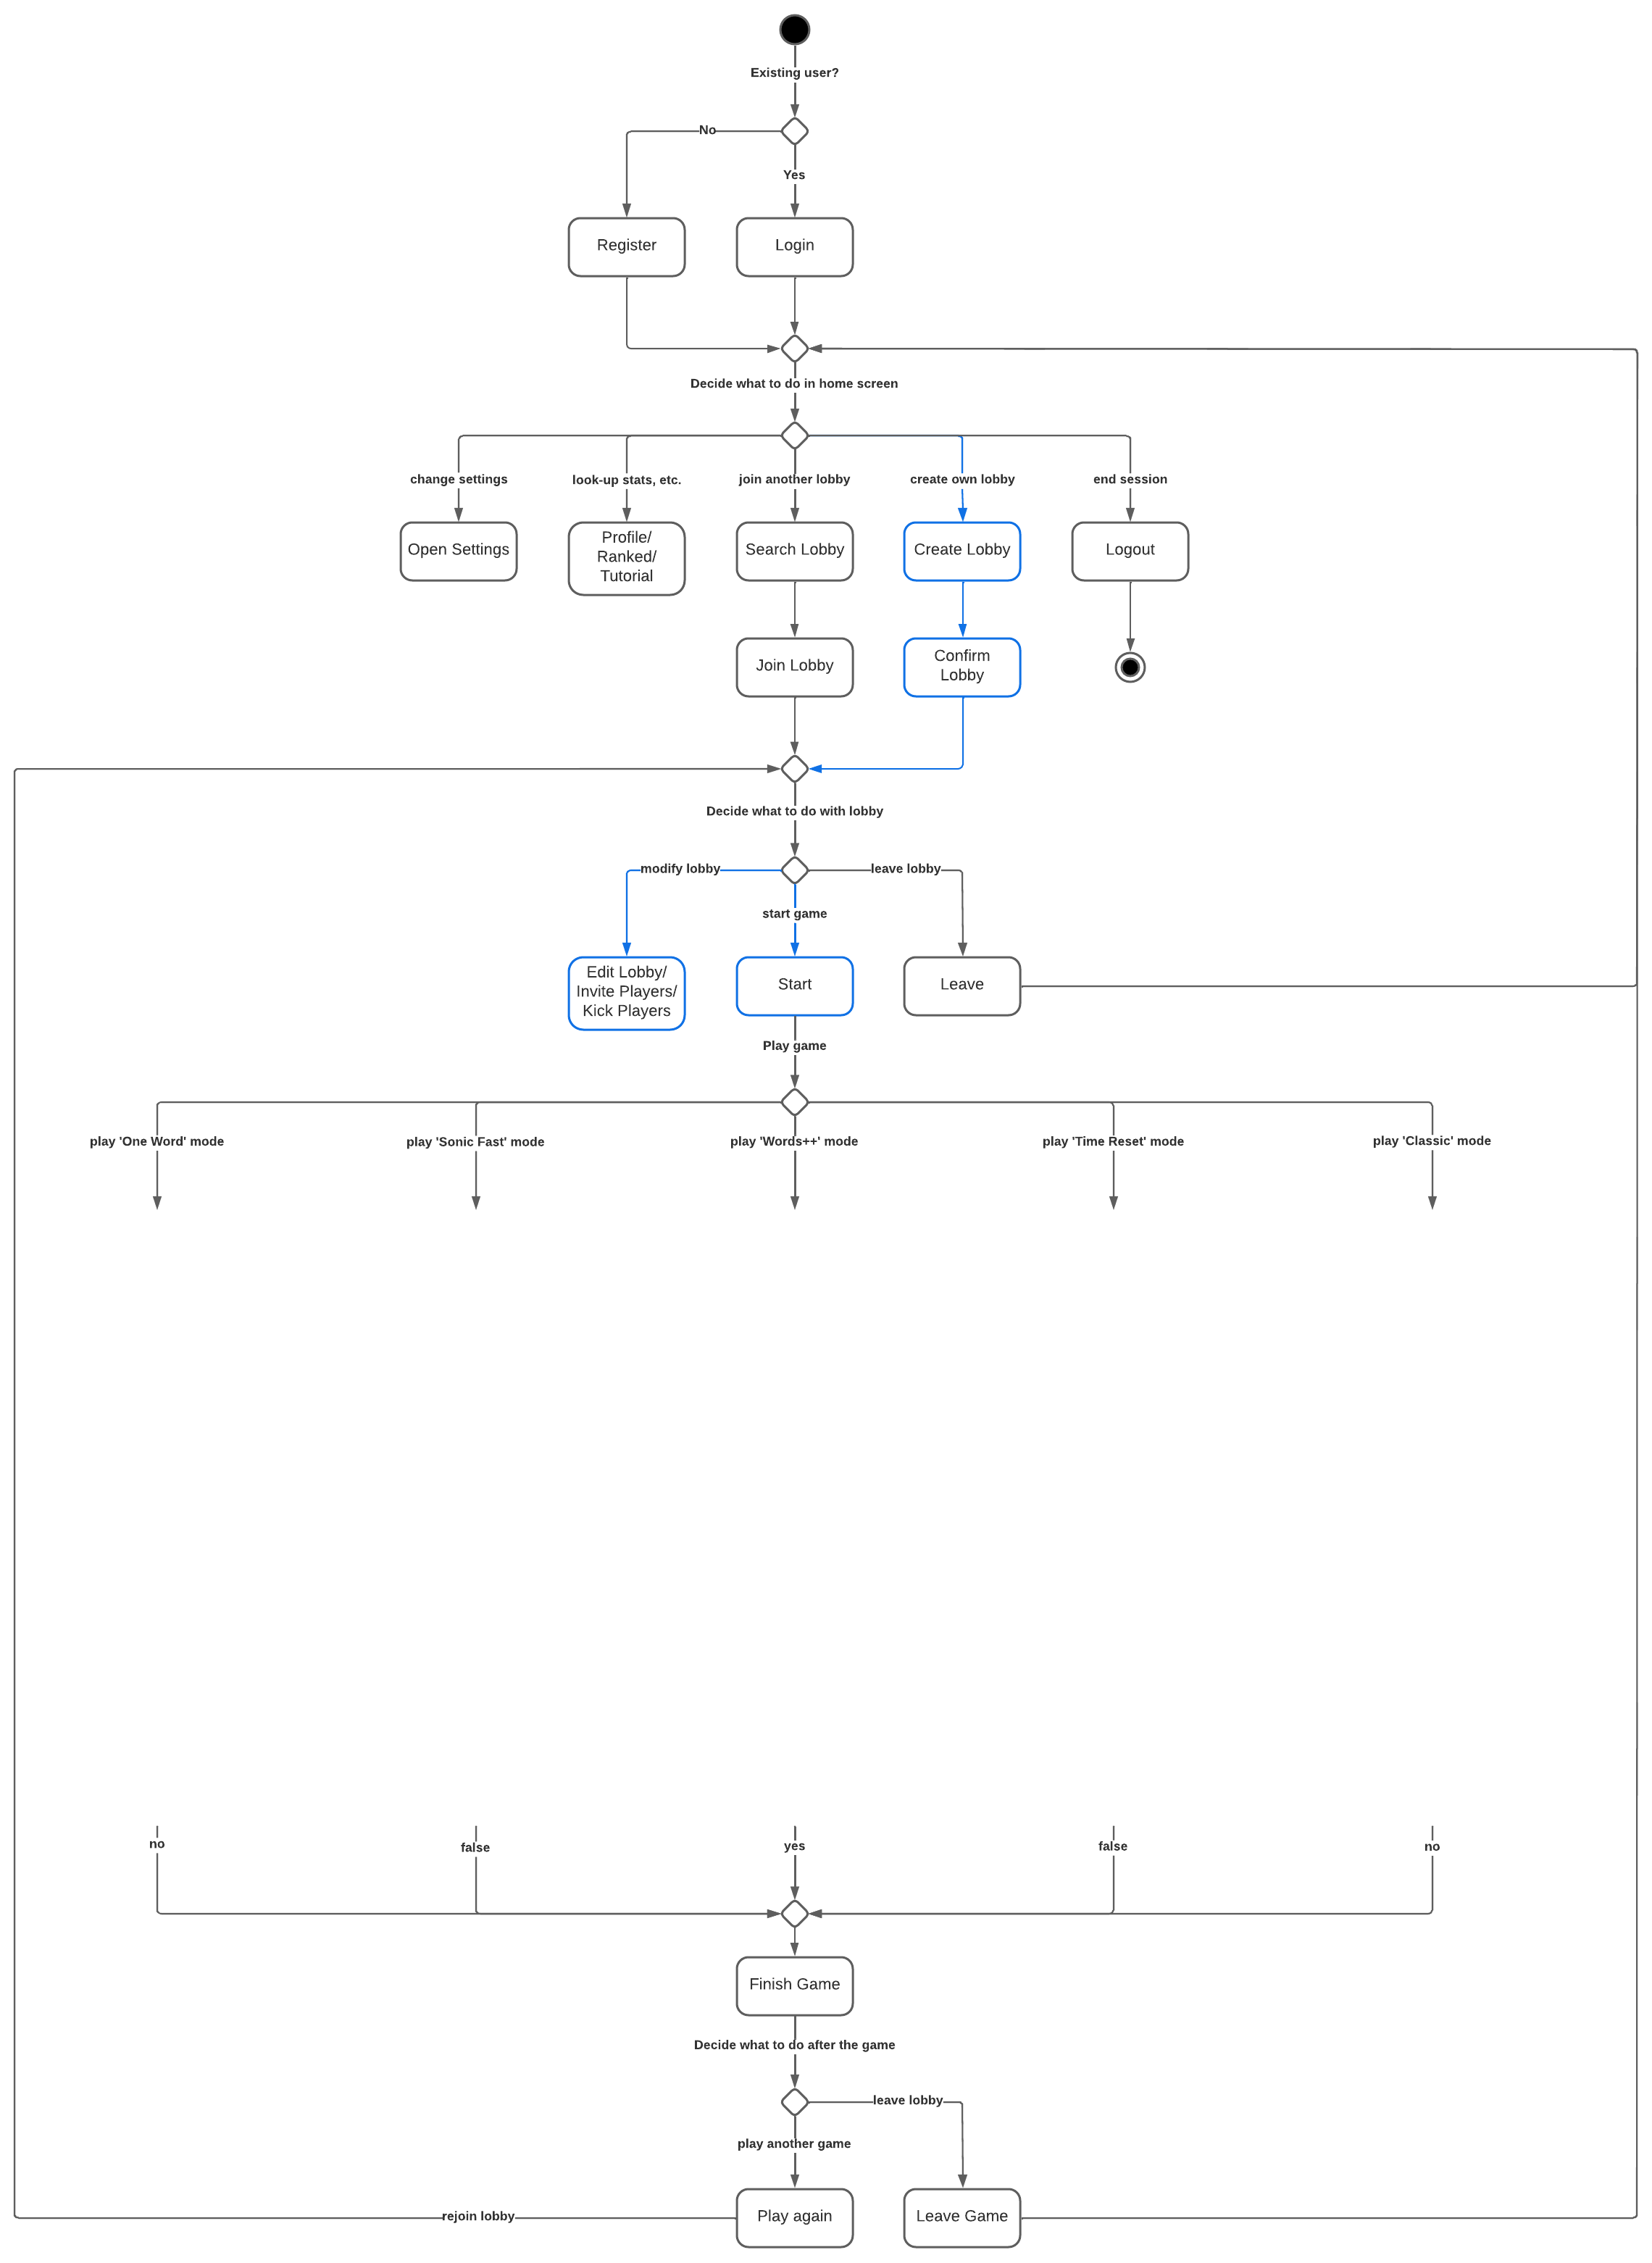 Existing user?
No
Yes
Register
Login
Decide what to do in home screen
change settings
look-up stats, etc.
join another lobby
create own lobby
end session
Open Settings
Profile/
Ranked/
Tutorial
Search Lobby
Create Lobby
Logout
Join Lobby
Confirm
Lobby
Decide what to do with lobby
modify lobby
leave lobby
start game
Edit Lobby/
Invite Players/
Kick Players
Start
Leave
Play game
play 'One Word' mode
play 'Sonic Fast' mode
play 'Words++' mode
play 'Time Reset' mode
play 'Classic' mode
no
false
yes
false
no
Finish Game
Decide what to do after the game
leave lobby
play another game
rejoin lobby
Play again
Leave Game